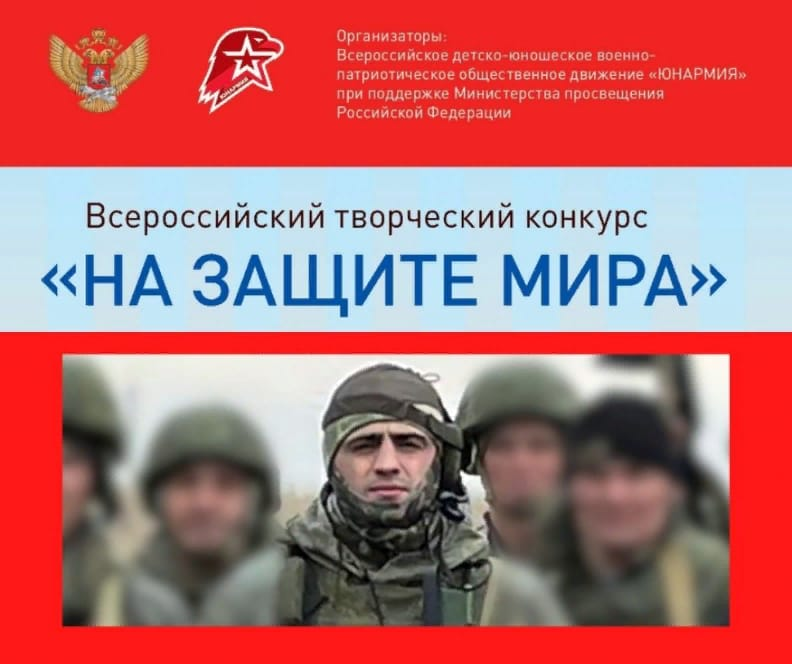 Организаторы:
Всероссийское детско-юношеское военно-
патриотическое общественное движение «ЮНАРМИЯ»
при поддержке Министерства просвещения
Российской Федерации
ЮНАРМИЯ
Всероссийский творческий конкурс
«НА ЗАЩИТЕ МИРА»